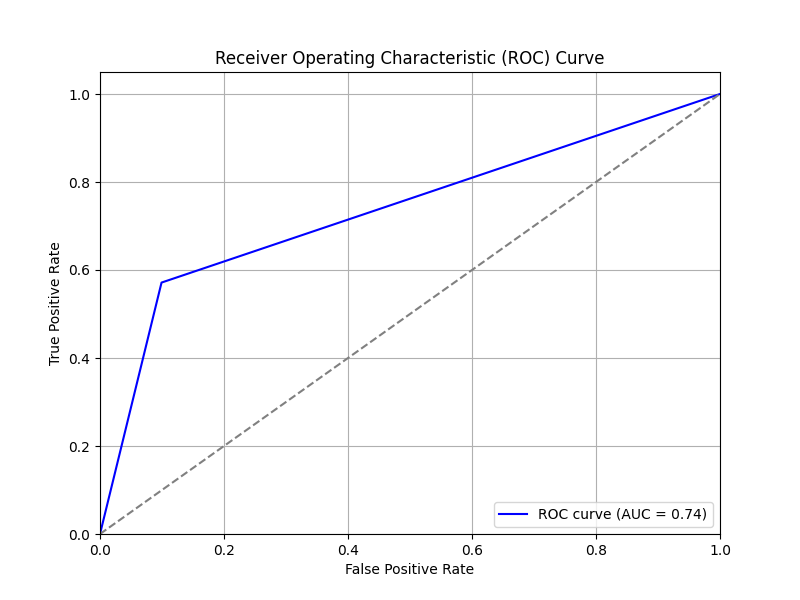 Receiver Operating Characteristic (ROC) Curve
1.0
0.8
0.6
0.4
0.2
0.0
True Positive Rate
ROC curve (AUC = 0.74)
0.0 0.2 0.4 0.6 0.8 1.0
False Positive Rate